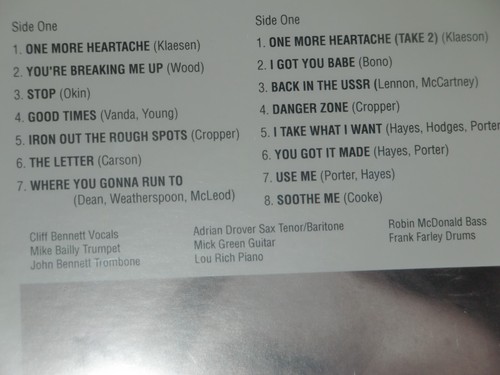 Side One
1. ONE MORE HEARTACHE (Klaesen)
2. YOU'RE BREAKING ME UP (Wood)
3. STOP (Okin)
4. GOOD TIMES (Vanda, Young)
5. IRON OUT THE ROUGH SPOTS (Cropper)
6. THE LETTER (Carson)
7. WHERE YOU GONNA RUN TO
(Dean, Weatherspoon, McLeod)
Side One
1. ONE MORE HEARTACHE (TAKE 2) (Klaeson)
2. I GOT YOU BABE (Bono)
3. BACK IN THE USSR (Lennon, McCartney)
4. DANGER ZONE (Cropper)
5. I TAKE WHAT I WANT (Hayes, Hodges, Porter
6. YOU GOT IT MADE (Hayes, Porter)
7. USE ME (Porter, Hayes)
8. SOOTHE ME (Cooke)
Cliff Bennett Vocals
Mike Bailly Trumpet
John Bennett Trombone
Adrian Drover Sax Tenor/Baritone
Mick Green Guitar
Lou Rich Piano
Robin McDonald Bass
Frank Farley Drums